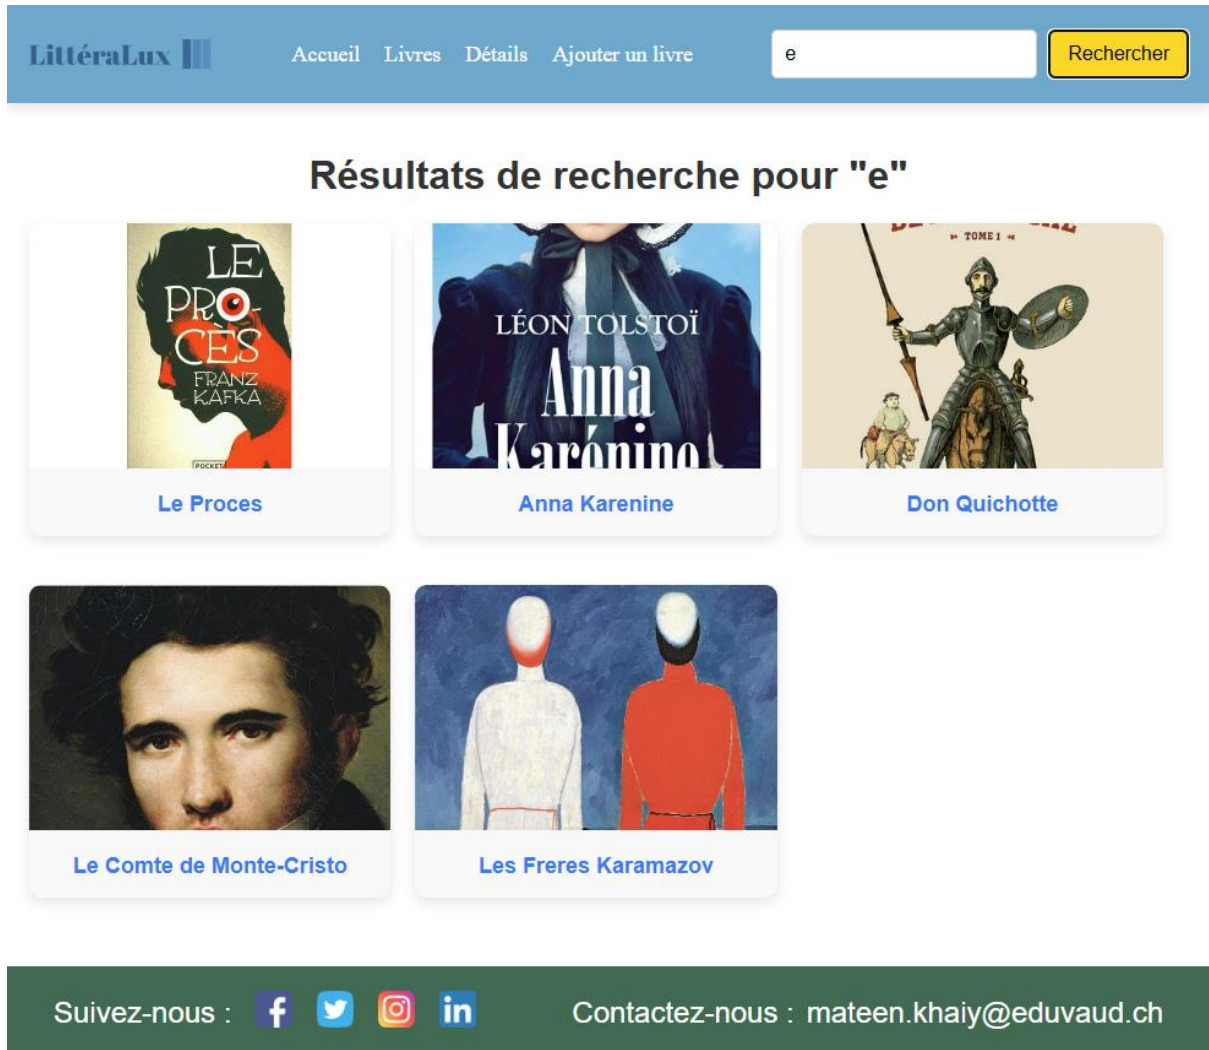 LittéraLux
Accueil Livres Détails Ajouter un livre
e
Rechercher
Résultats de recherche pour "e"
LE
PRO-
CÈS
FRANZ
KAFKA
POCKET
Le Proces
LÉON TOLSTOÏ
Anna
Karénine
Anna Karenine
TOME 1
Don Quichotte
Le Comte de Monte-Cristo
Les Freres Karamazov
Suivez-nous :
Contactez-nous : mateen.khaiy@eduvaud.ch